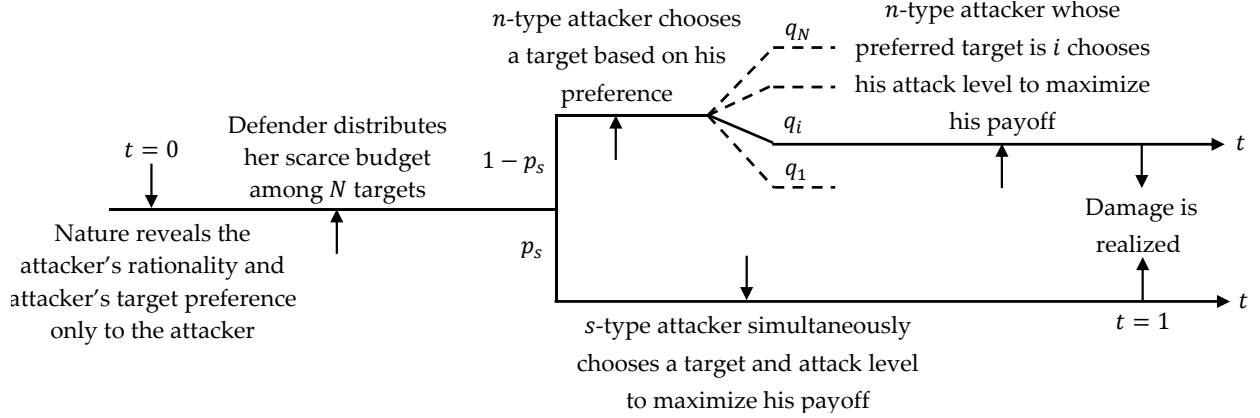 n-type attacker chooses
a target based on his
preference
q_N
n-type attacker whose
preferred target is i chooses
his attack level to maximize
his payoff
Defender distributes
her scarce budget
among N targets
t = 0
1 − p_s
q_i
t
q_1
Nature reveals the
attacker's rationality and
attacker's target preference
only to the attacker
p_s
Damage is
realized
t
s-type attacker simultaneously
chooses a target and attack level
to maximize his payoff
t = 1